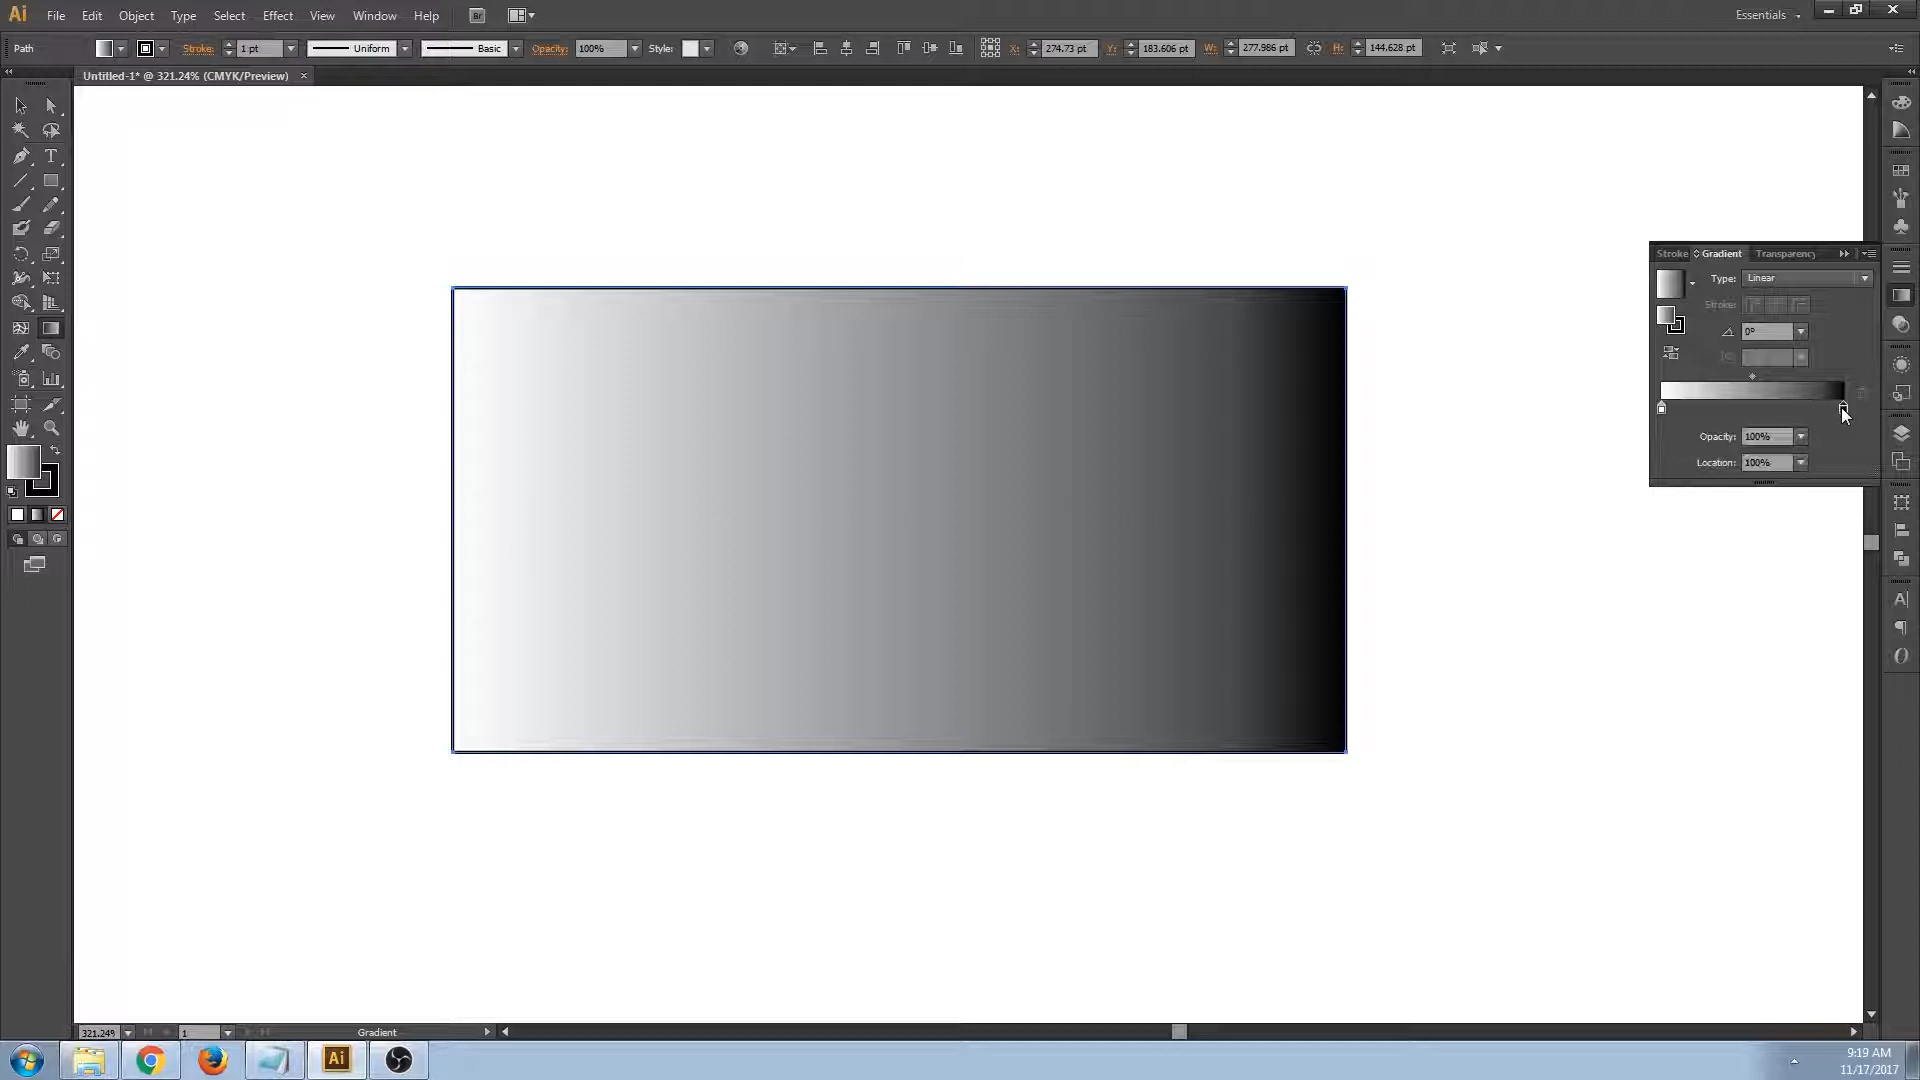 Ai File Edit Object Type Select Effect View Window Help Br Essentials
Path Stroke: 1 pt Uniform Basic Opacity: 100% Style: X: 274.73 pt Y: 183.606 pt W: 277.986 pt H: 144.628 pt
Untitled-1* @ 321.24% (CMYK/Preview) ×
Stroke Gradient Transparency
Type: Linear
Stroke:
0°
Opacity: 100%
Location: 100%
321.24% 1 Gradient
Ai
9:19 AM
11/17/2017